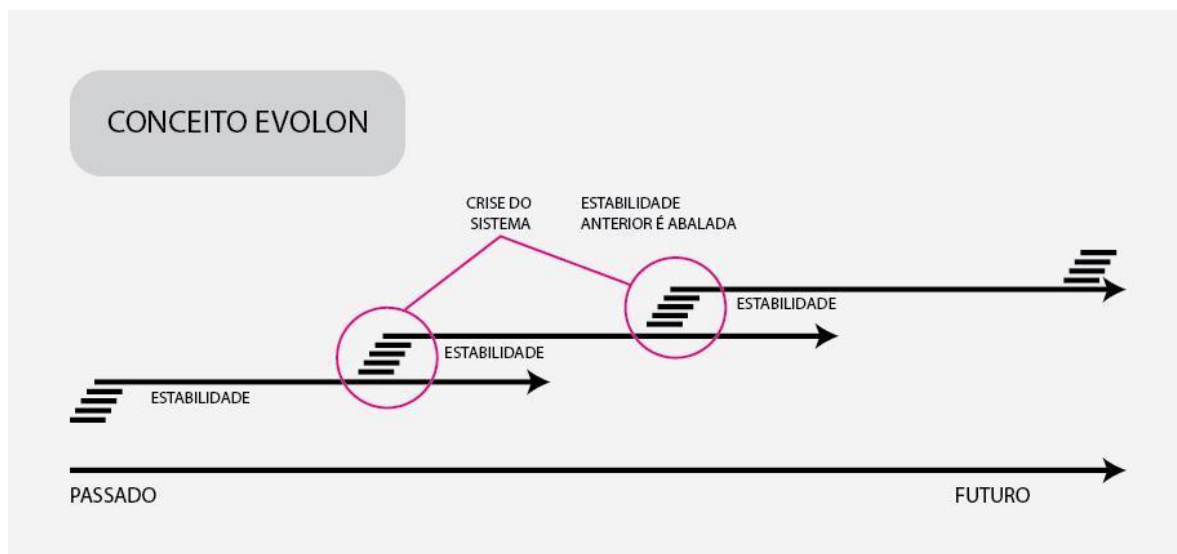 CONCEITO EVOLON
CRISE DO
SISTEMA
ESTABILIDADE
ANTERIOR É ABALADA
ESTABILIDADE
ESTABILIDADE
ESTABILIDADE
PASSADO
FUTURO